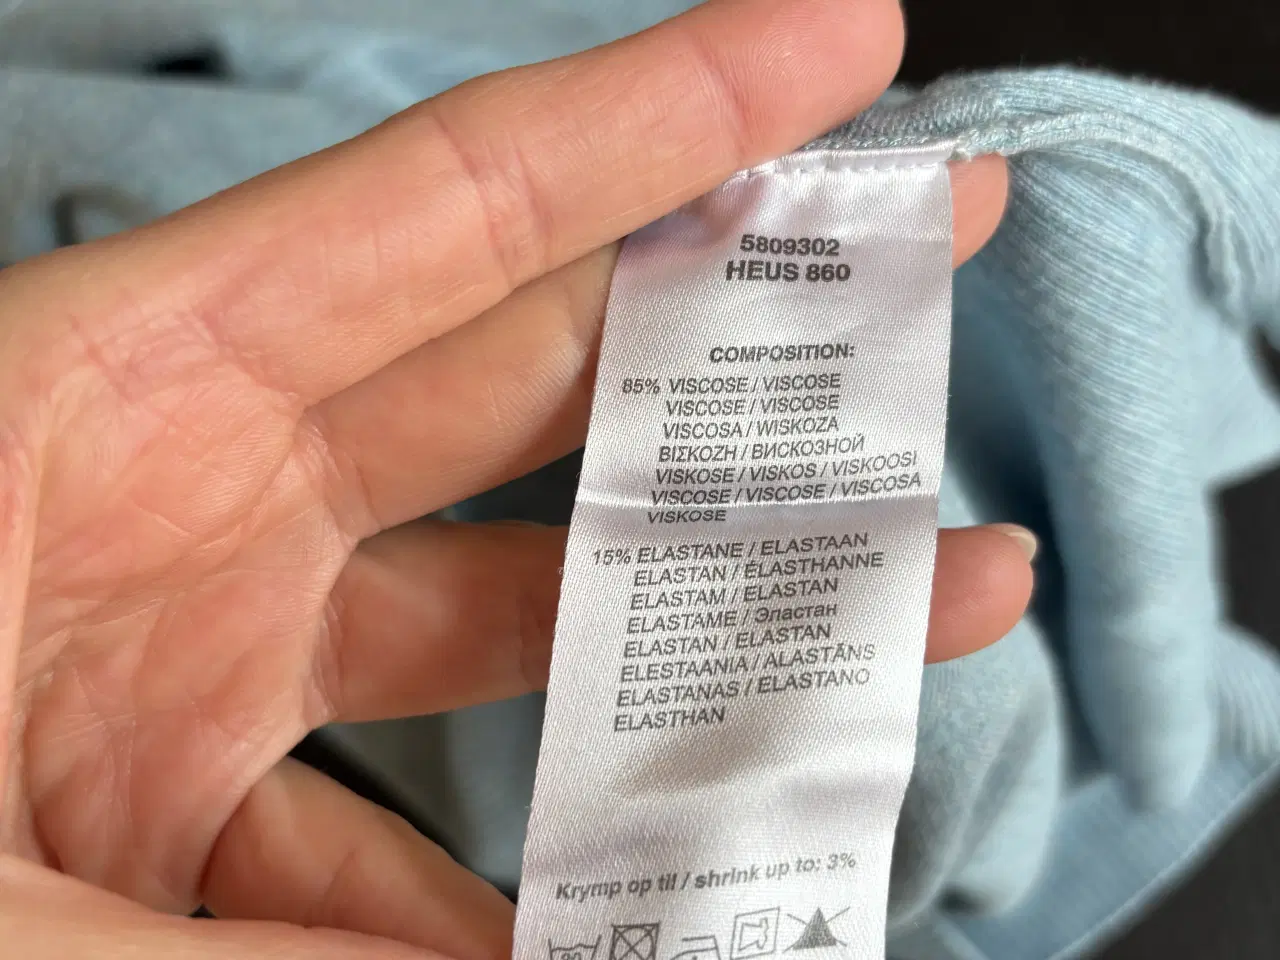 5809302
HEUS 860
COMPOSITION:
85% VISCOSE / VISCOSE
VISCOSE / VISCOSE
VISCOSA / WISKOZA
ΒΙΣΚΟΖΗ / ВИСКОЗНОЙ
VISKOSE / VISKOS / VISKOOSI
VISCOSE / VISCOSE / VISCOSA
VISKOSE
15% ELASTANE / ELASTAAN
ELASTAN / ÉLASTHANNE
ELASTAM / ELASTAN
ELASTAME / Эластан
ELASTAN / ELASTAN
ELESTAANIA / ALASTĀNS
ELASTANAS / ELASTANO
ELASTHAN
Krymp op til / shrink up to: 3%